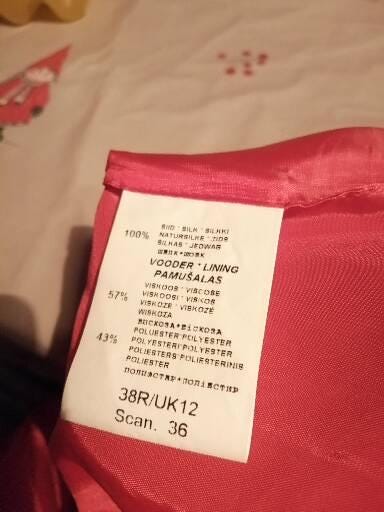 100% SIID * SILK * SILKKI
NATURSILKE * ZIDS
SILKAS * JEDWAB
ШЕЛК * ШОВК
VOODER * LINING
PAMUŠALAS
57% VISKOOS * VISCOSE
VISKOOSI * VISKOS
VISKOZE * VISKOZĖ
WISKOZA
ВИСКОЗА * ВІСКОЗА
43% POLÜESTER * POLYESTER
POLYESTERI * POLYESTER
POLIESTERS * POLIESTERINIS
POLIESTER
ПОЛИЭСТЕР * ПОЛІЕСТИР
38R/UK12
Scan. 36